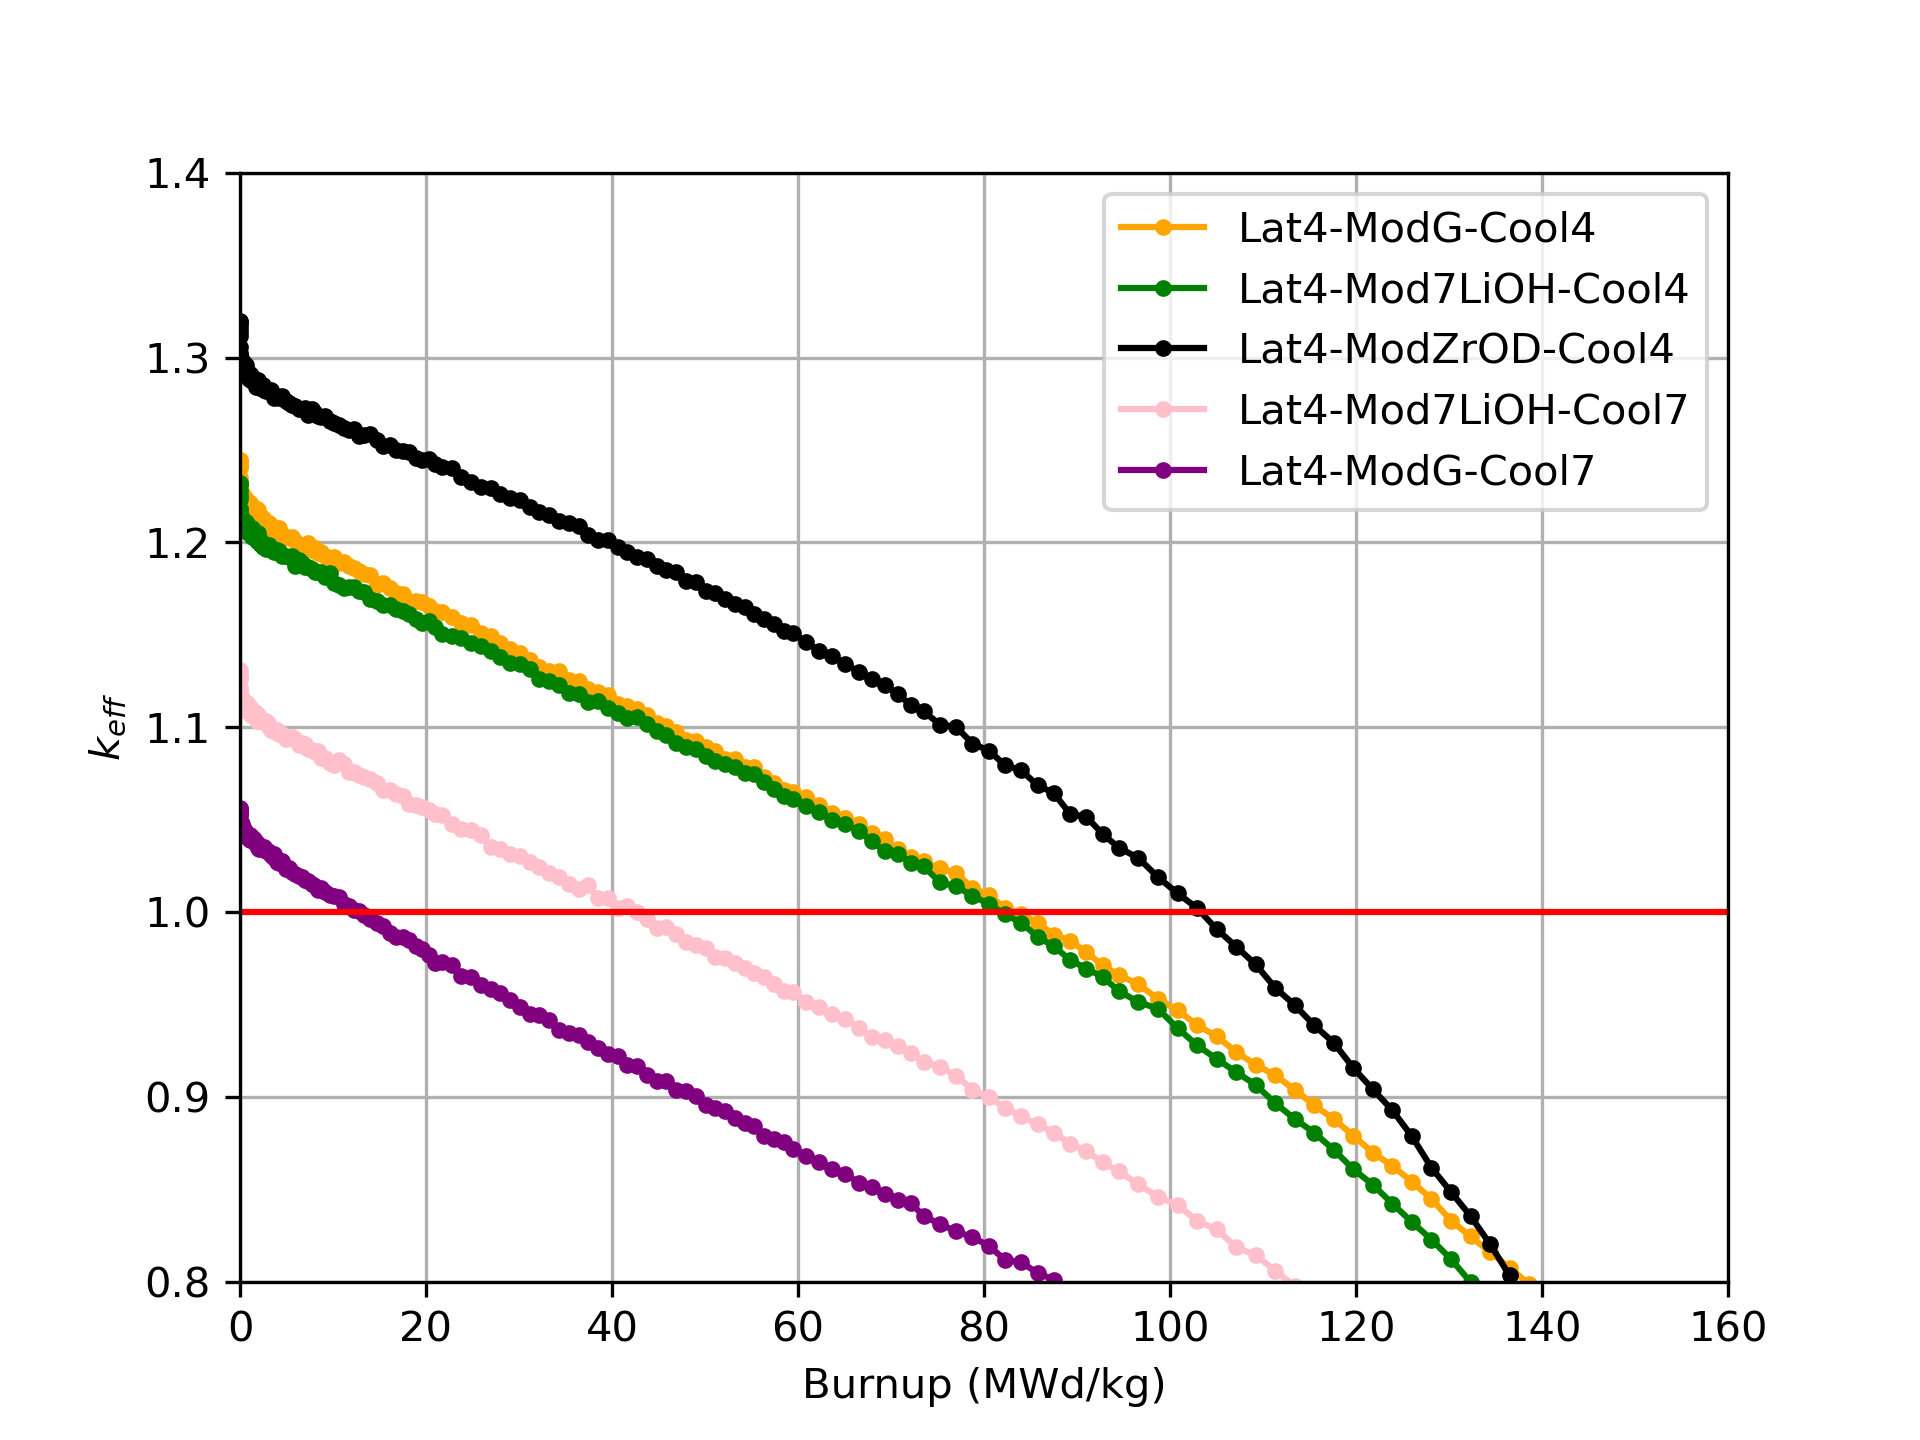 1.4
1.3
1.2
1.1
1.0
0.9
0.8
k_eff
Lat4-ModG-Cool4
Lat4-Mod7LiOH-Cool4
Lat4-ModZrOD-Cool4
Lat4-Mod7LiOH-Cool7
Lat4-ModG-Cool7
0 20 40 60 80 100 120 140 160
Burnup (MWd/kg)